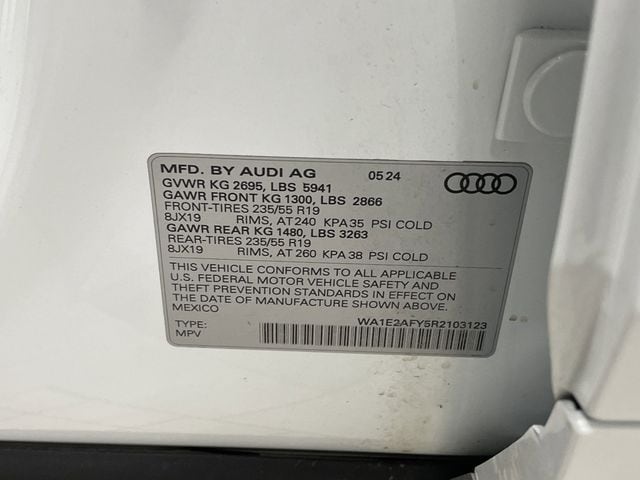 MFD. BY AUDI AG 05 24
GVWR KG 2695, LBS 5941
GAWR FRONT KG 1300, LBS 2866
FRONT-TIRES 235/55 R19
8JX19 RIMS, AT 240 KPA 35 PSI COLD
GAWR REAR KG 1480, LBS 3263
REAR-TIRES 235/55 R19
8JX19 RIMS, AT 260 KPA 38 PSI COLD
THIS VEHICLE CONFORMS TO ALL APPLICABLE
U.S. FEDERAL MOTOR VEHICLE SAFETY AND
THEFT PREVENTION STANDARDS IN EFFECT ON
THE DATE OF MANUFACTURE SHOWN ABOVE
MEXICO
WA1E2AFY5R2103123
TYPE:
MPV